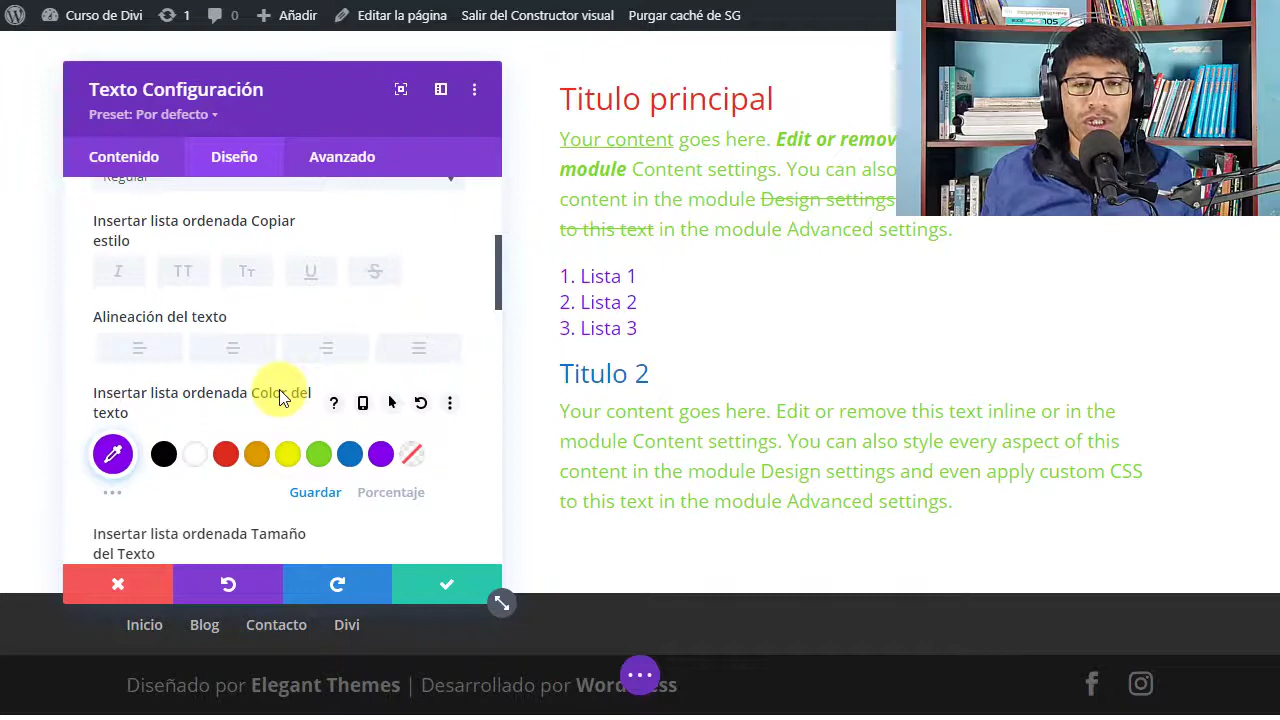 Curso de Divi 1 0 Añadir Editar la página Salir del Constructor visual Purgar caché de SG
Texto Configuración
Preset: Por defecto
Contenido Diseño Avanzado
Regular
Insertar lista ordenada Copiar
estilo
I TT Tт U S
Alineación del texto
Insertar lista ordenada Color del
texto
?
Guardar Porcentaje
Insertar lista ordenada Tamaño
del Texto
Titulo principal
Your content goes here. Edit or remov
module Content settings. You can also
content in the module Design settings
to this text in the module Advanced settings.
1. Lista 1
2. Lista 2
3. Lista 3
Titulo 2
Your content goes here. Edit or remove this text inline or in the
module Content settings. You can also style every aspect of this
content in the module Design settings and even apply custom CSS
to this text in the module Advanced settings.
Inicio Blog Contacto Divi
Diseñado por Elegant Themes | Desarrollado por WordPress